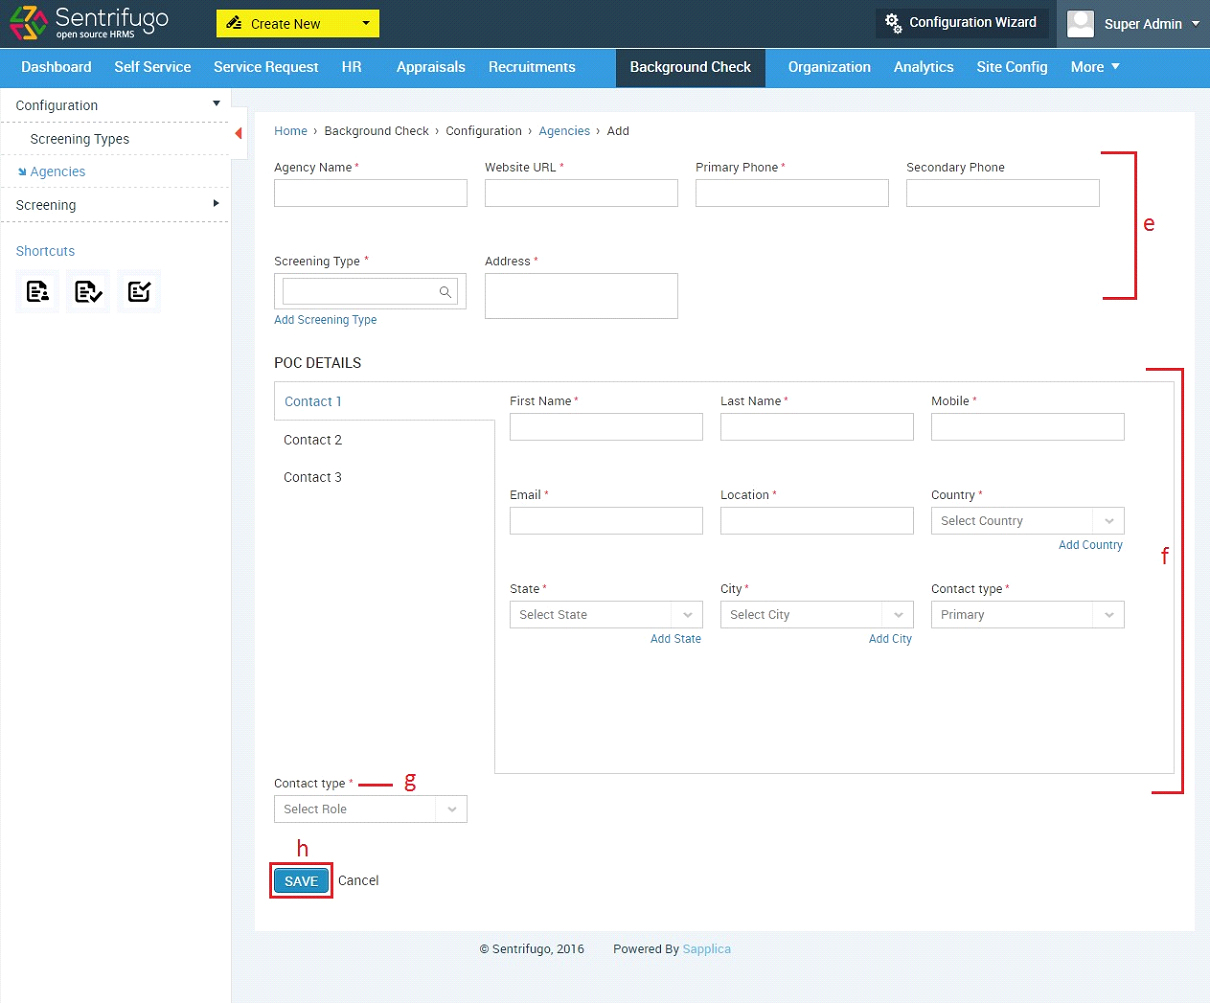 Sentrifugo
open source HRMS
Create New
Configuration Wizard
Super Admin
Dashboard Self Service Service Request HR Appraisals Recruitments Background Check Organization Analytics Site Config More
Configuration
Screening Types
Agencies
Screening
Shortcuts
Home › Background Check › Configuration › Agencies › Add
Agency Name * Website URL * Primary Phone * Secondary Phone
e
Screening Type * Address *
Add Screening Type
POC DETAILS
Contact 1
Contact 2
Contact 3
First Name * Last Name * Mobile *
Email * Location * Country *
Select Country
Add Country
f
State * City * Contact type *
Select State Select City Primary
Add State Add City
Contact type * g
Select Role
h
SAVE Cancel
© Sentrifugo, 2016 Powered By Sapplica